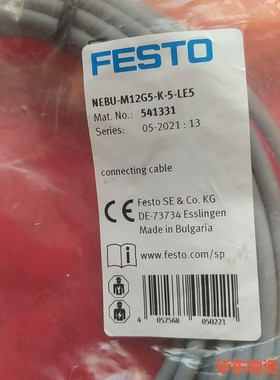 FESTO
NEBU-M12G5-K-5-LE5
Mat. No.: 541331
Series: 05-2021 : 13
connecting cable
CE Festo SE & Co. KG
DE-73734 Esslingen
Made in Bulgaria
www.festo.com/sp
4 052568 050221